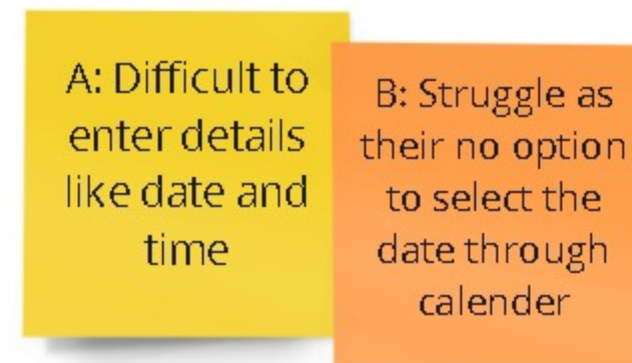 A: Difficult to
enter details
like date and
time
B: Struggle as
their no option
to select the
date through
calender